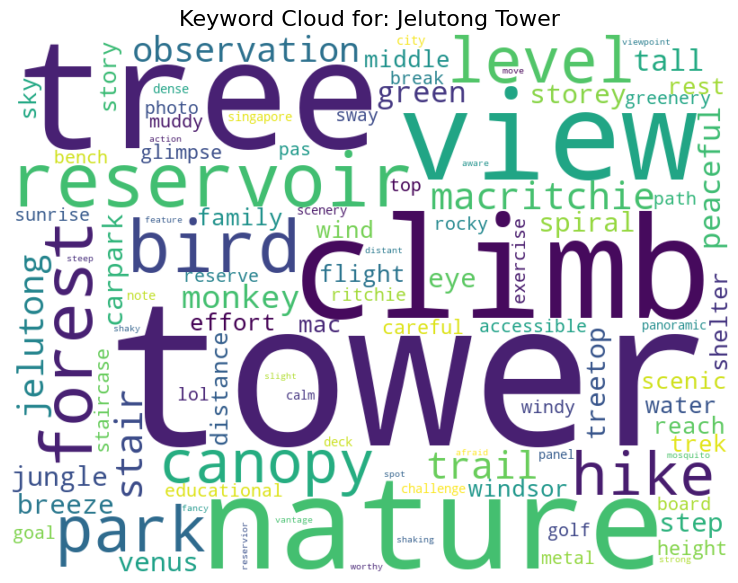 Keyword Cloud for: Jelutong Tower
city
viewpoint
observation
middle
level
tall
move
tree
break
sky
story
dense
green
storey
greenery
rest
photo
singapore
muddy
sway
view
action
bench
glimpse
pas
aware
peaceful
reservoir
top
macritchie
path
sunrise
feature
family
scenery
wind
rocky
spiral
carpark
bird
climb
distant
exercise
forest
steep
reserve
flight
eye
jelutong
note
monkey
ritchie
effort
mac
careful
accessible
panoramic
shelter
shaky
tower
staircase
stair
distance
slight
treetop
scenic
lol
calm
windy
water
reach
deck
trek
canopy
afraid
panel
mosquito
jungle
trail
spot
hike
educational
challenge
windsor
breeze
board
goal
park
fancy
vantage
nature
golf
step
shaking
reservior
metal
height
venus
worthy
strong